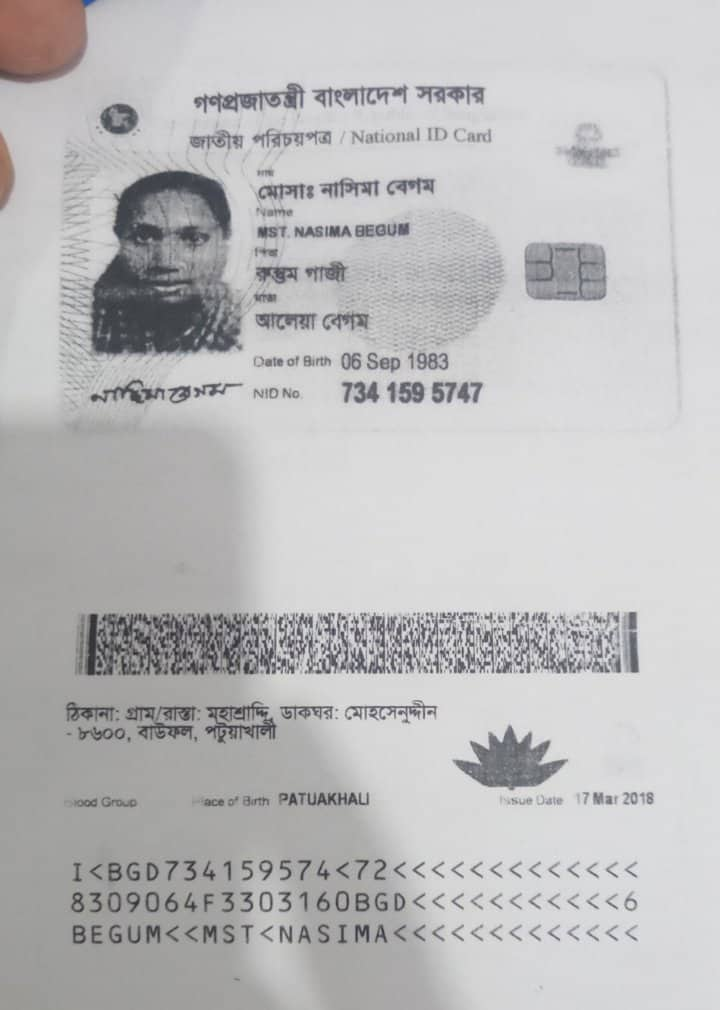 গণপ্রজাতন্ত্রী বাংলাদেশ সরকার
জাতীয় পরিচয়পত্র / National ID Card
নাম
মোসাঃ নাসিমা বেগম
Name
MST. NASIMA BEGUM
পিতা
রুস্তম গাজী
মাতা
আলেয়া বেগম
Date of Birth 06 Sep 1983
নাছিমা বেগম NID No. 734 159 5747
ঠিকানা: গ্রাম/রাস্তা: মহাশ্রাদ্দি, ডাকঘর: মোহসেনুদ্দীন
- ৮৬০০, বাউফল, পটুয়াখালী
Blood Group Place of Birth PATUAKHALI Issue Date 17 Mar 2018
I<BGD734159574<72<<<<<<<<<<<<<
8309064F3303160BGD<<<<<<<<<<<6
BEGUM<<MST<NASIMA<<<<<<<<<<<<<